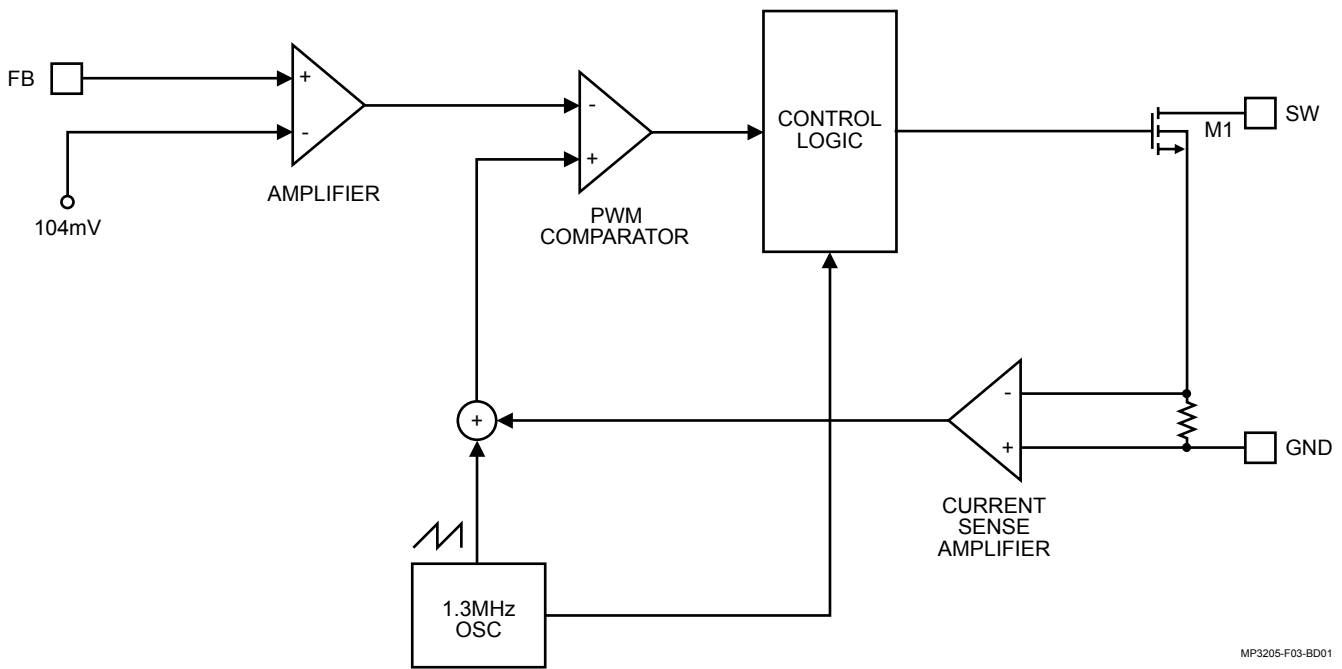 FB
+
-
104mV
AMPLIFIER
-
+
PWM
COMPARATOR
CONTROL
LOGIC
M1
SW
+
-
+
GND
CURRENT
SENSE
AMPLIFIER
1.3MHz
OSC
MP3205-F03-BD01